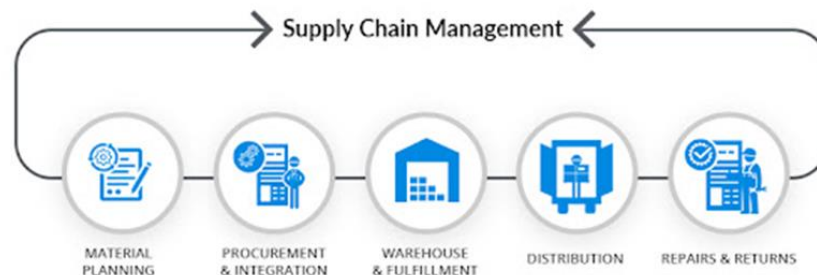 Supply Chain Management
MATERIAL
PLANNING
PROCUREMENT
& INTEGRATION
WAREHOUSE
& FULFILLMENT
DISTRIBUTION
REPAIRS & RETURNS